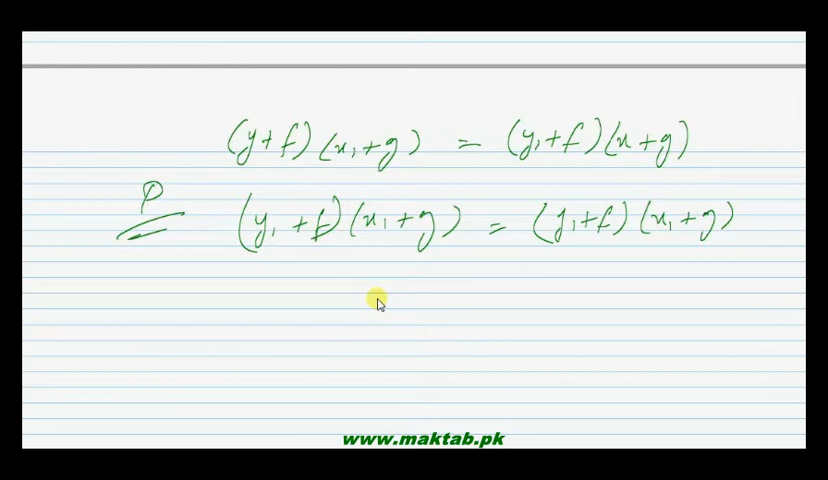 (y+f)(x₁+g) = (y₁+f)(x+g)
P (y₁+f)(x₁+g) = (y₁+f)(x₁+g)
www.maktab.pk